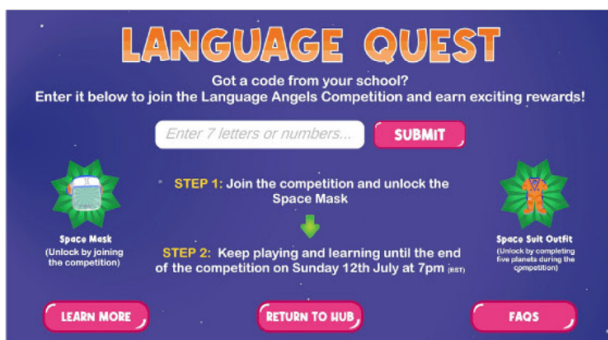 LANGUAGE QUEST
Got a code from your school?
Enter it below to join the Language Angels Competition and earn exciting rewards!
Enter 7 letters or numbers...
SUBMIT
STEP 1: Join the competition and unlock the
Space Mask
Space Mask
(Unlock by joining
the competition)
STEP 2: Keep playing and learning until the end
of the competition on Sunday 12th July at 7pm (BST)
Space Suit Outfit
(Unlock by completing
five planets during the
competition)
LEARN MORE
RETURN TO HUB
FAQS